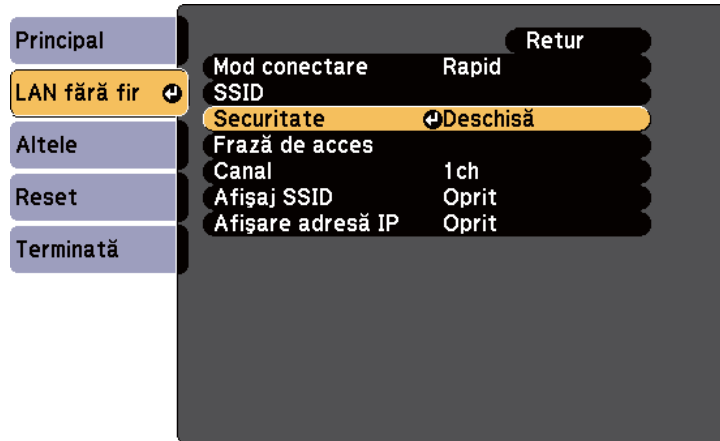 Principal
LAN fără fir
Altele
Reset
Terminată
Retur
Mod conectare Rapid
SSID
Securitate Deschisă
Frază de acces
Canal 1ch
Afişaj SSID Oprit
Afişare adresă IP Oprit